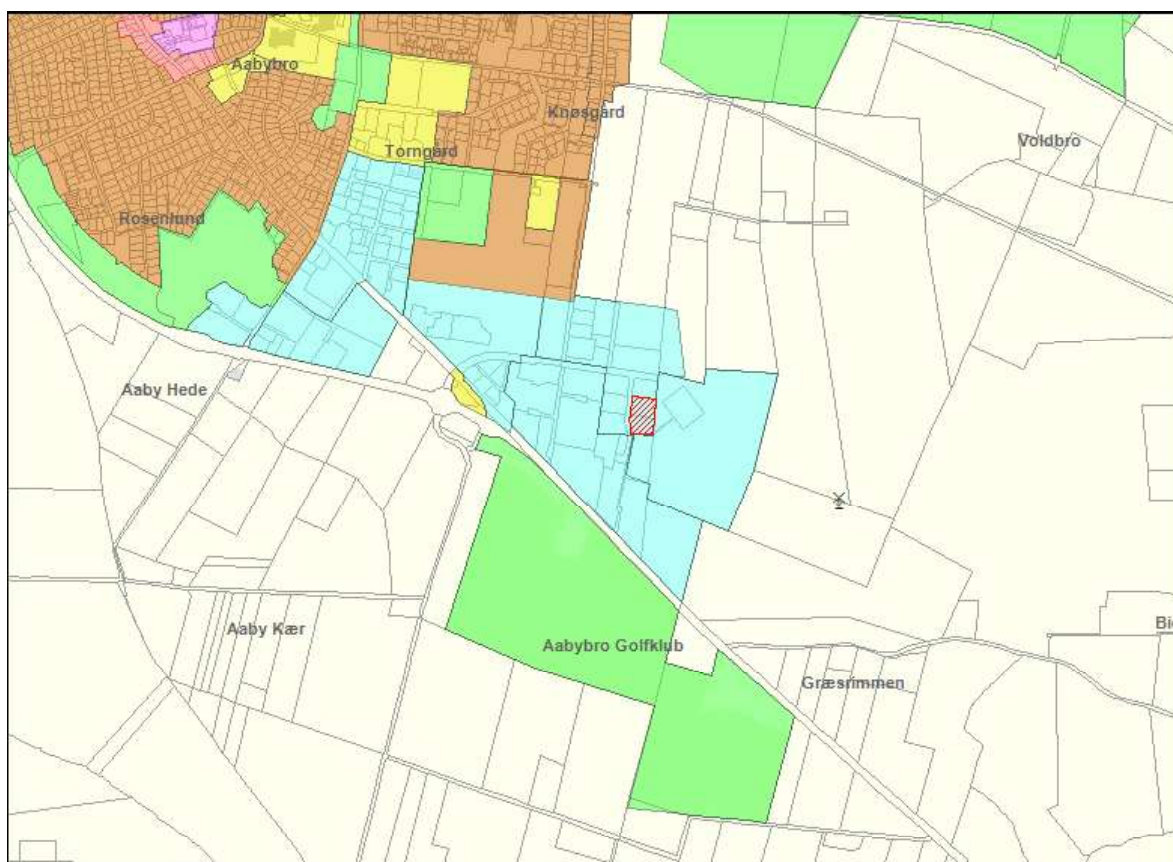 Aabybro
Knøsgård
Voldbro
Torngård
Rosenlund
Aaby Hede
Aaby Kær
Aabybro Golfklub
Græsrimmen